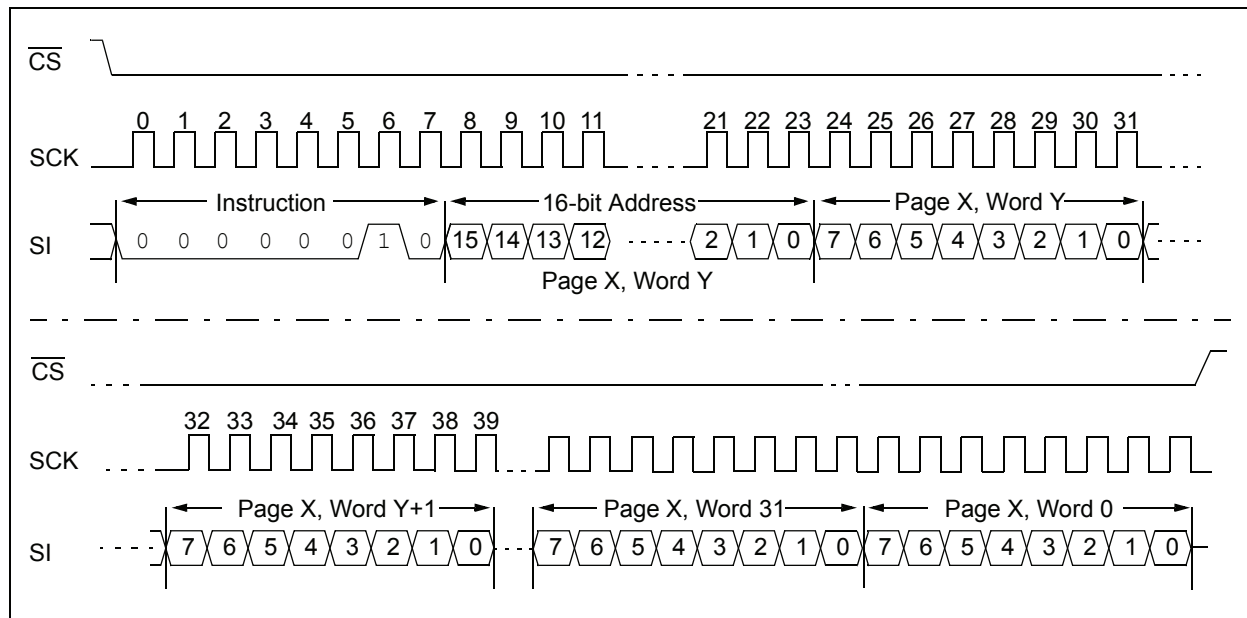 CS
0 1 2 3 4 5 6 7 8 9 10 11 21 22 23 24 25 26 27 28 29 30 31
SCK
Instruction 16-bit Address Page X, Word Y
SI 0 0 0 0 0 0 1 0 15 14 13 12 2 1 0 7 6 5 4 3 2 1 0
Page X, Word Y
CS
32 33 34 35 36 37 38 39
SCK
Page X, Word Y+1 Page X, Word 31 Page X, Word 0
SI 7 6 5 4 3 2 1 0 7 6 5 4 3 2 1 0 7 6 5 4 3 2 1 0